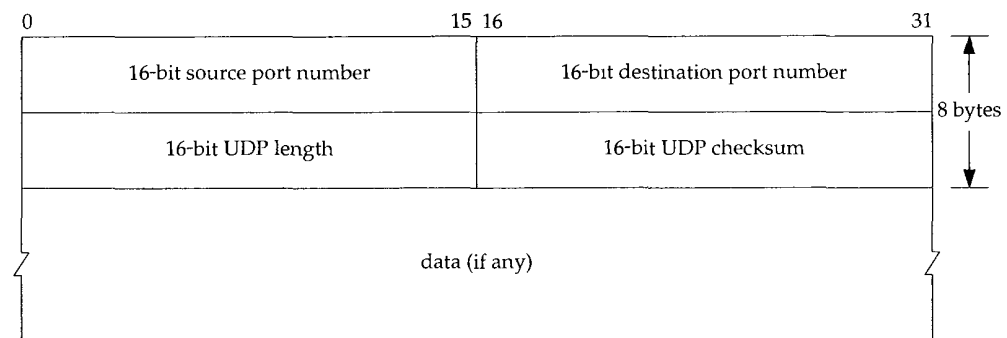 0 15 16 31
16-bit source port number 16-bit destination port number
8 bytes
16-bit UDP length 16-bit UDP checksum
data (if any)